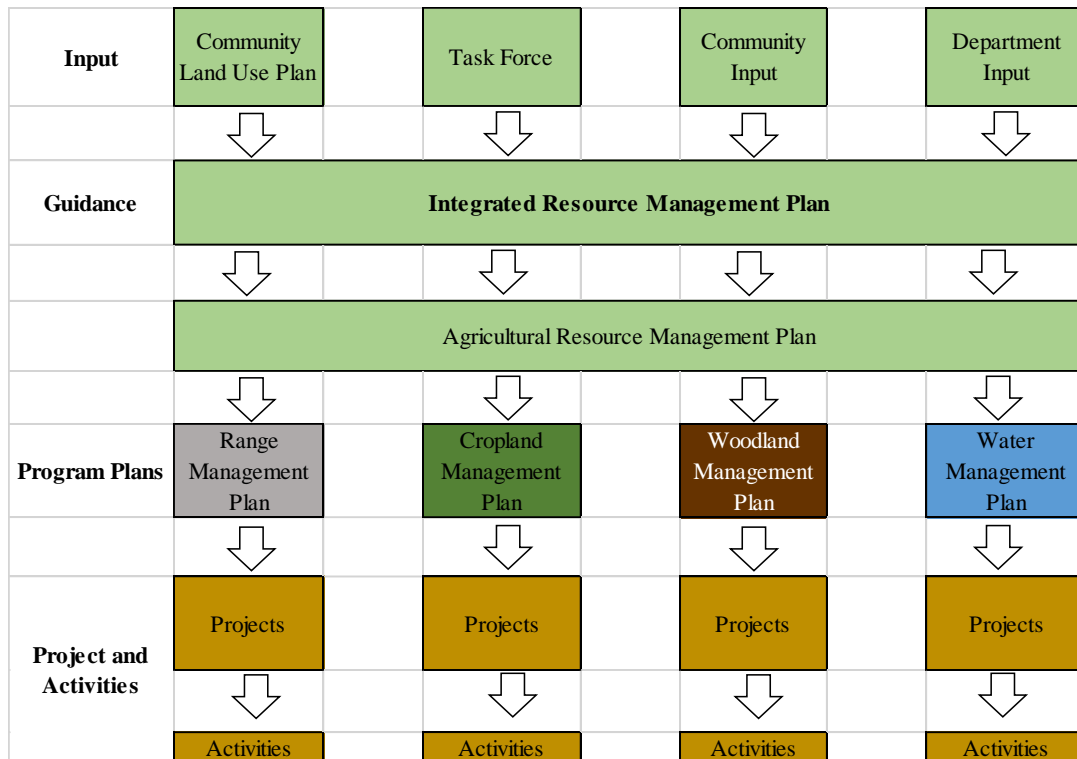 Input
Community
Land Use Plan
Task Force
Community
Input
Department
Input
Guidance
Integrated Resource Management Plan
Agricultural Resource Management Plan
Program Plans
Range
Management
Plan
Cropland
Management
Plan
Woodland
Management
Plan
Water
Management
Plan
Project and
Activities
Projects
Projects
Projects
Projects
Activities
Activities
Activities
Activities